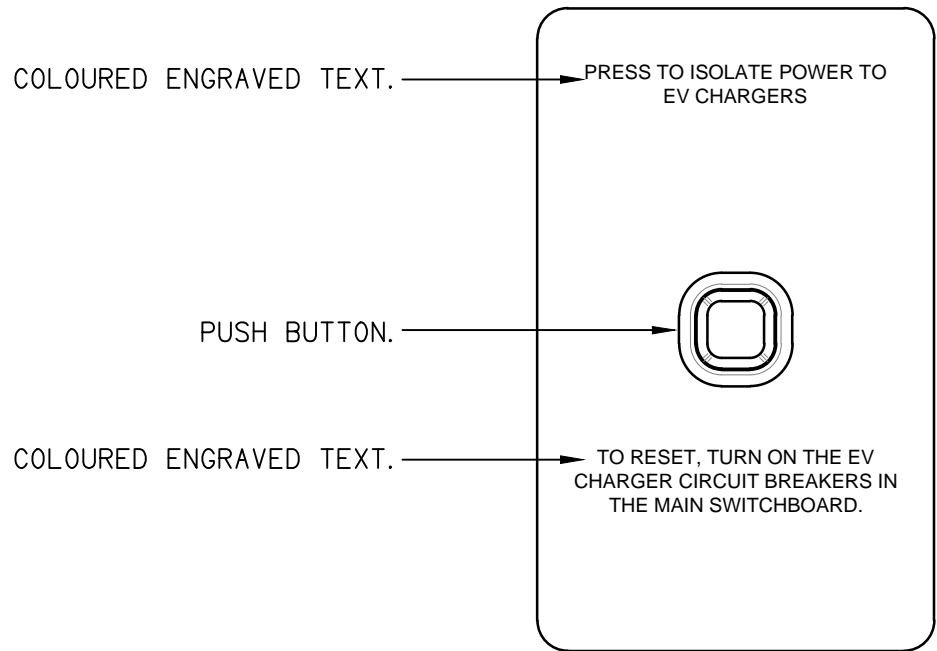 COLOURED ENGRAVED TEXT.
PRESS TO ISOLATE POWER TO
EV CHARGERS
PUSH BUTTON.
COLOURED ENGRAVED TEXT.
TO RESET, TURN ON THE EV
CHARGER CIRCUIT BREAKERS IN
THE MAIN SWITCHBOARD.